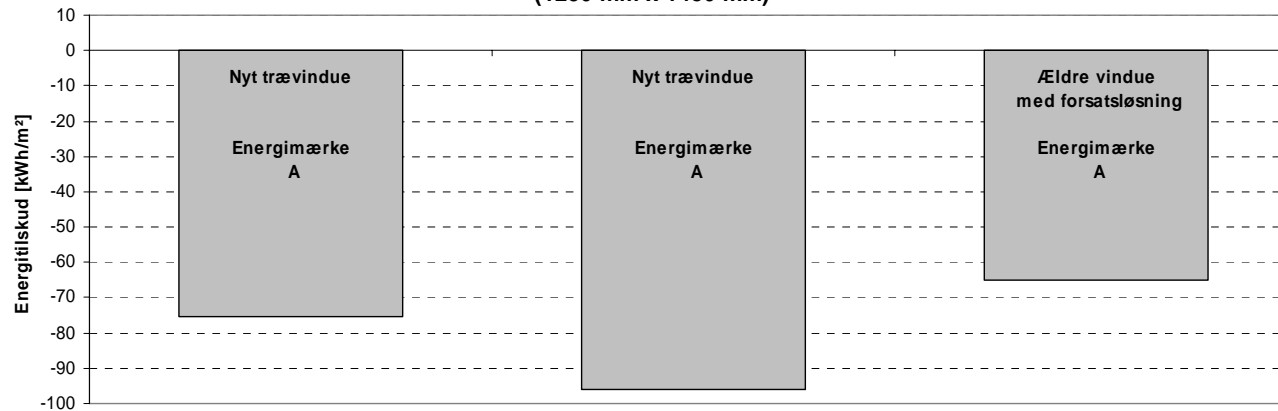 10
0
-10
-20
-30
-40
-50
-60
-70
-80
-90
-100
Energitilskud [kWh/m²]
Nyt trævindue
Energimærke
A
Nyt trævindue
Energimærke
A
Ældre vindue
med forsatsløsning
Energimærke
A